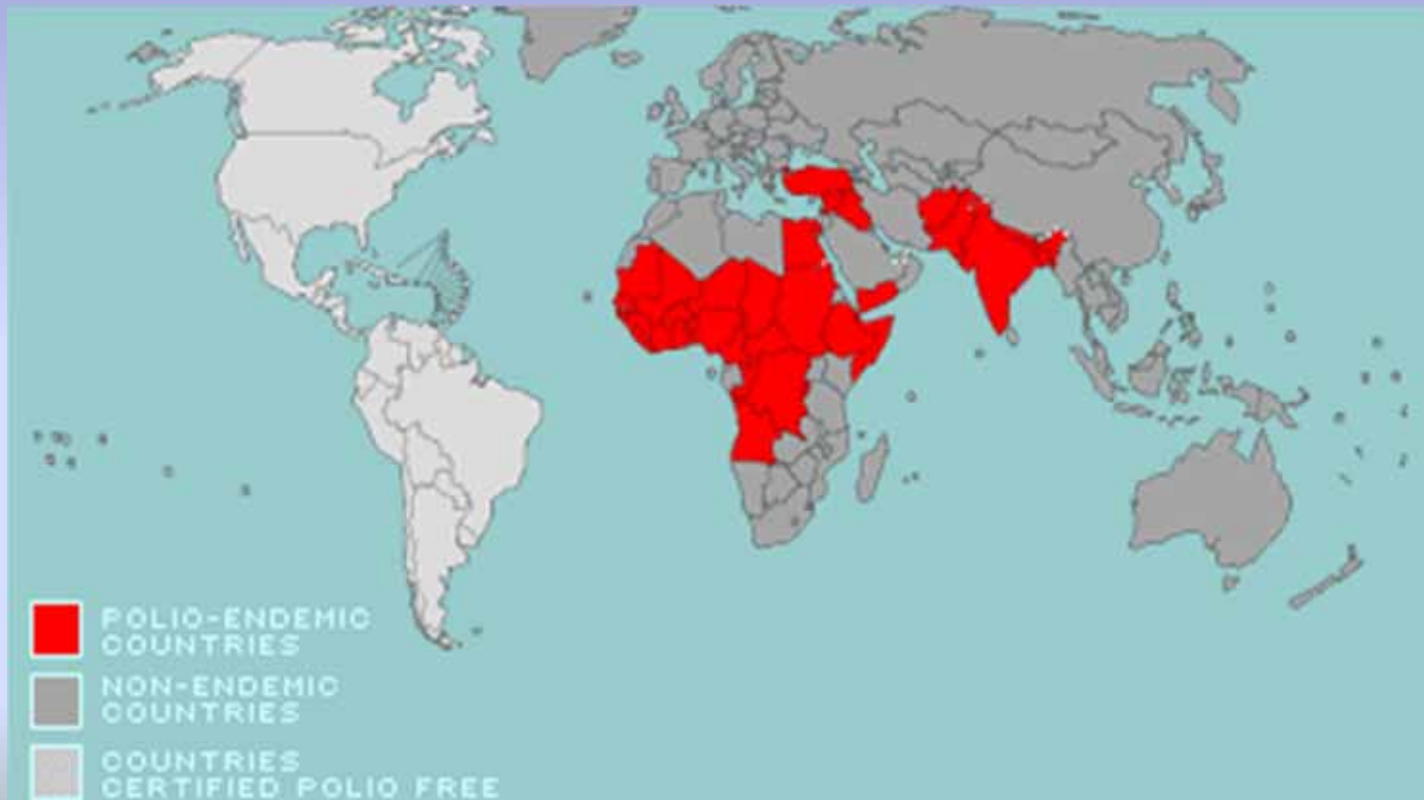 POLIO-ENDEMIC
COUNTRIES
NON-ENDEMIC
COUNTRIES
COUNTRIES
CERTIFIED POLIO FREE